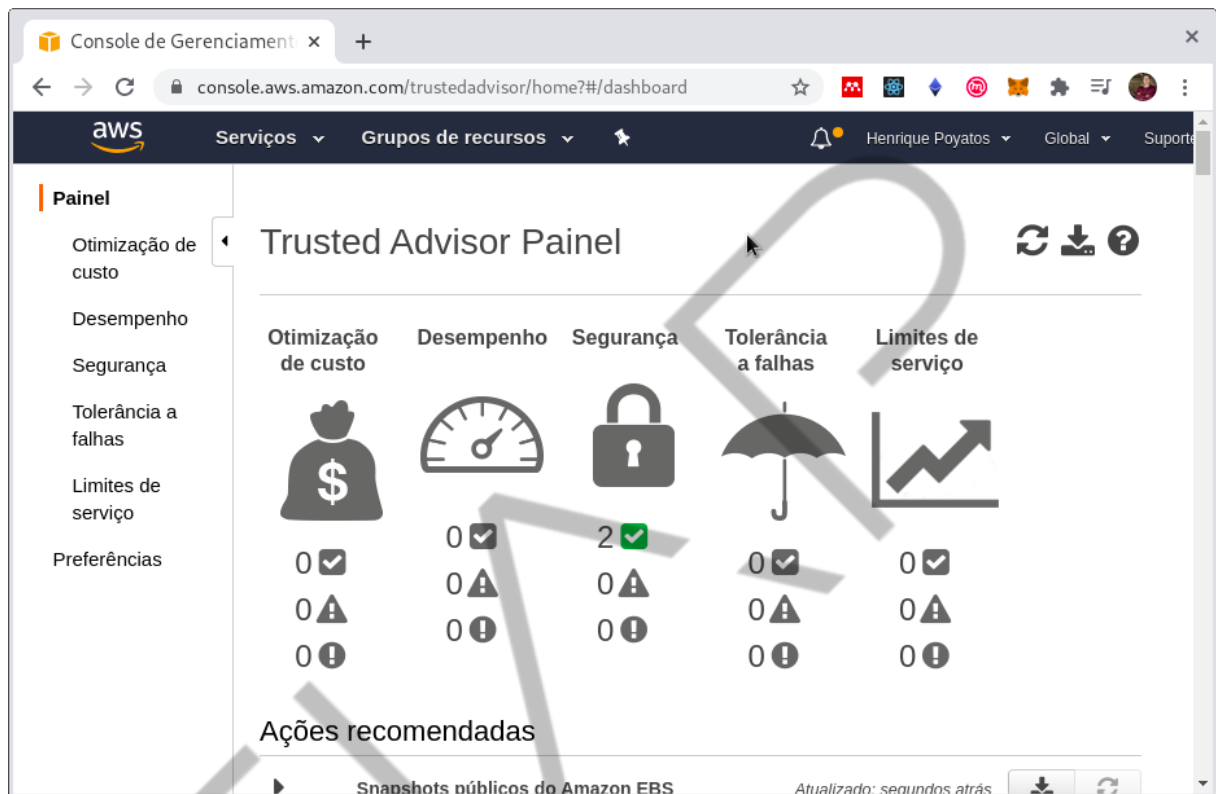 Console de Gerenciament
console.aws.amazon.com/trustedadvisor/home?#/dashboard
aws
Serviços
Grupos de recursos
Henrique Poyatos
Global
Suporte
Painel
Otimização de
custo
Desempenho
Segurança
Tolerância a
falhas
Limites de
serviço
Preferências
Trusted Advisor Painel
Otimização
de custo
$
0
0
0
Desempenho
0
0
0
Segurança
2
0
0
Tolerância
a falhas
0
0
0
Limites de
serviço
0
0
0
Ações recomendadas
Snapshots públicos do Amazon EBS
Atualizado: segundos atrás